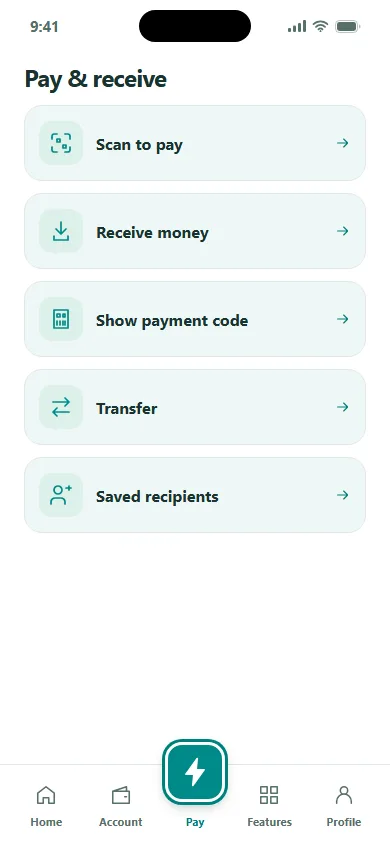 9:41
Pay & receive
Scan to pay
Receive money
Show payment code
Transfer
Saved recipients
Home
Account
Pay
Features
Profile